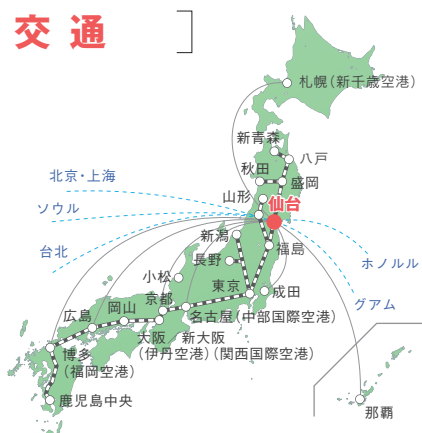 交通
札幌(新千歳空港)
新青森
八戸
秋田
盛岡
北京・上海
山形
仙台
ソウル
新潟
福島
台北
長野
ホノルル
小松
東京
成田
京都
グアム
岡山
広島
名古屋(中部国際空港)
大阪
(伊丹空港)
新大阪
(関西国際空港)
博多
(福岡空港)
鹿児島中央
那覇